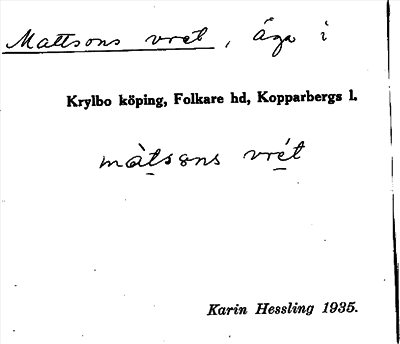 Mattsons vret, äga i
Krylbo köping, Folkare hd, Kopparbergs l.
màtsons vrét
Karin Hessling 1935.